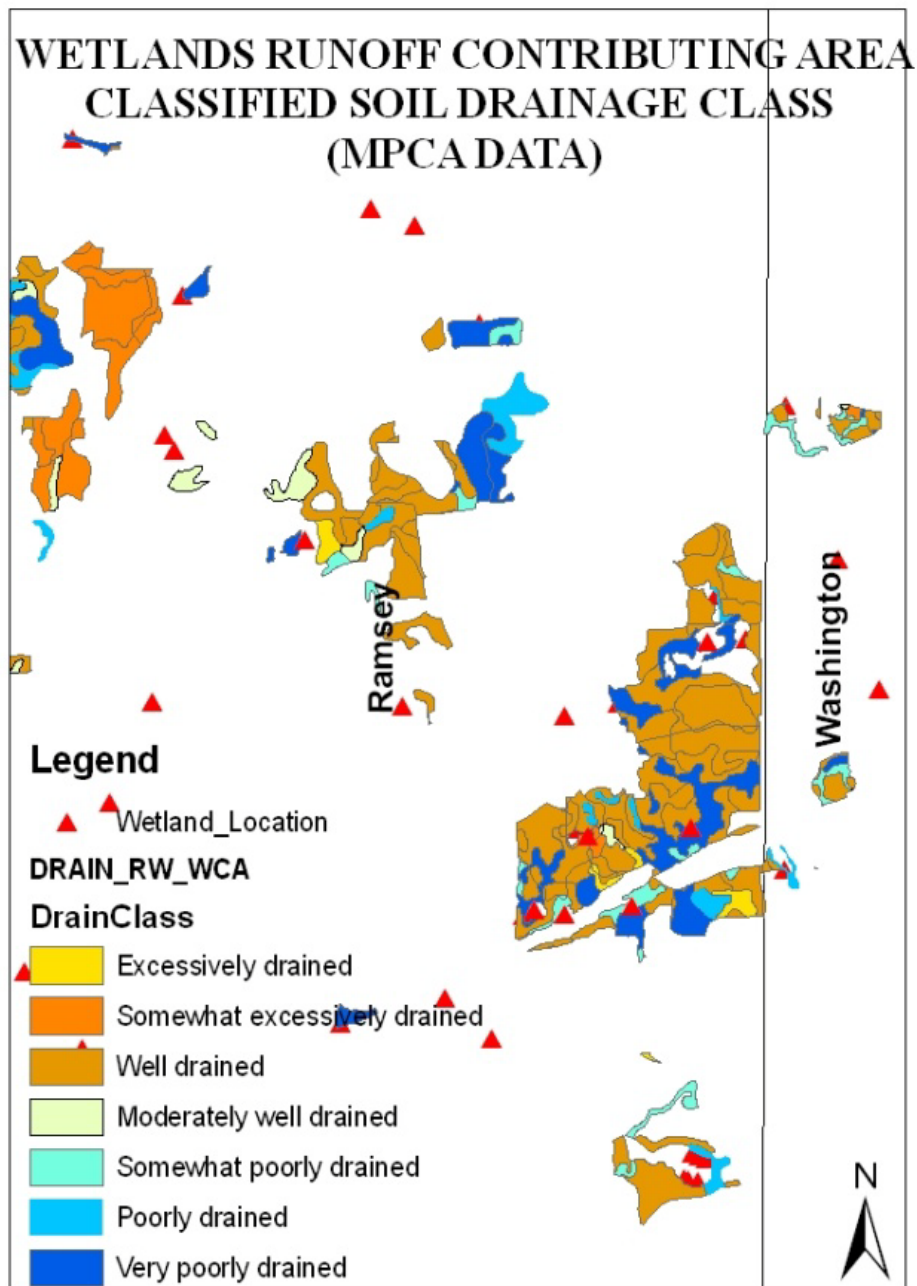 WETLANDS RUNOFF CONTRIBUTING AREA
CLASSIFIED SOIL DRAINAGE CLASS
(MPCA DATA)
Ramsey
Washington
Legend
Wetland_Location
DRAIN_RW_WCA
DrainClass
Excessively drained
Somewhat excessively drained
Well drained
Moderately well drained
Somewhat poorly drained
Poorly drained
Very poorly drained
N